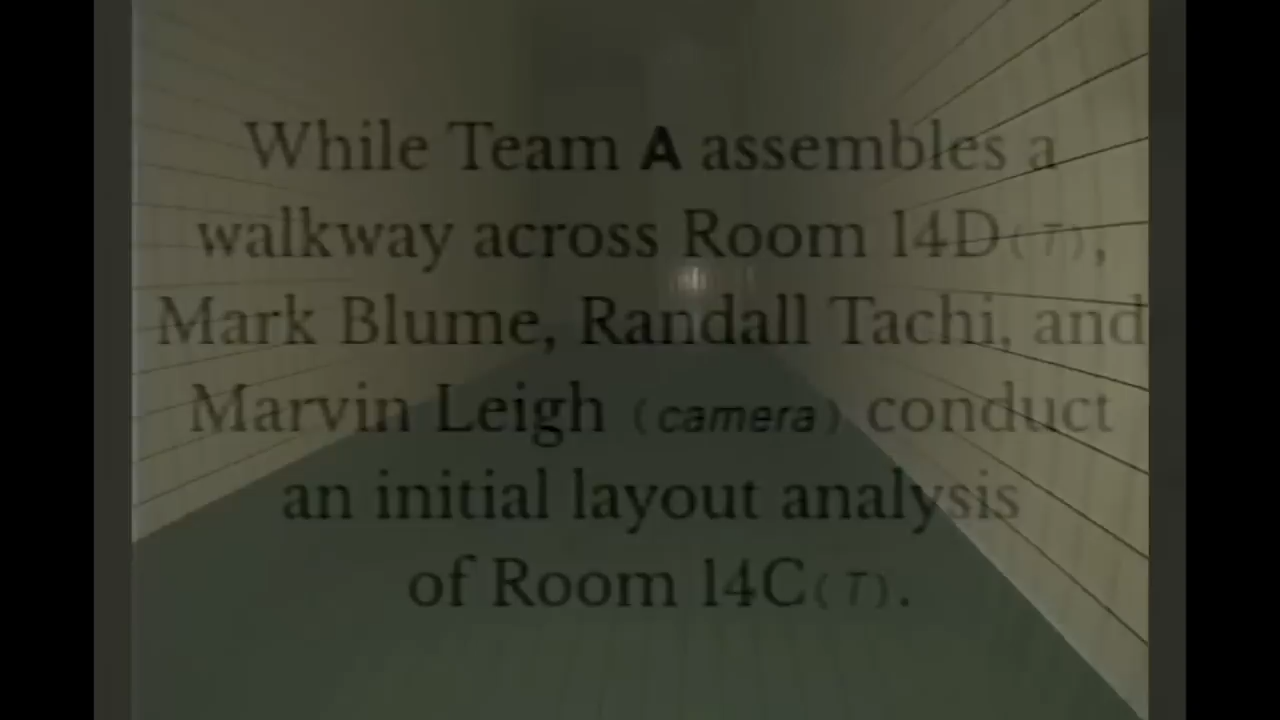 While Team A assembles a
walkway across Room 14D(T),
Mark Blume, Randall Tachi, and
Marvin Leigh (camera) conduct
an initial layout analysis
of Room 14C(T).